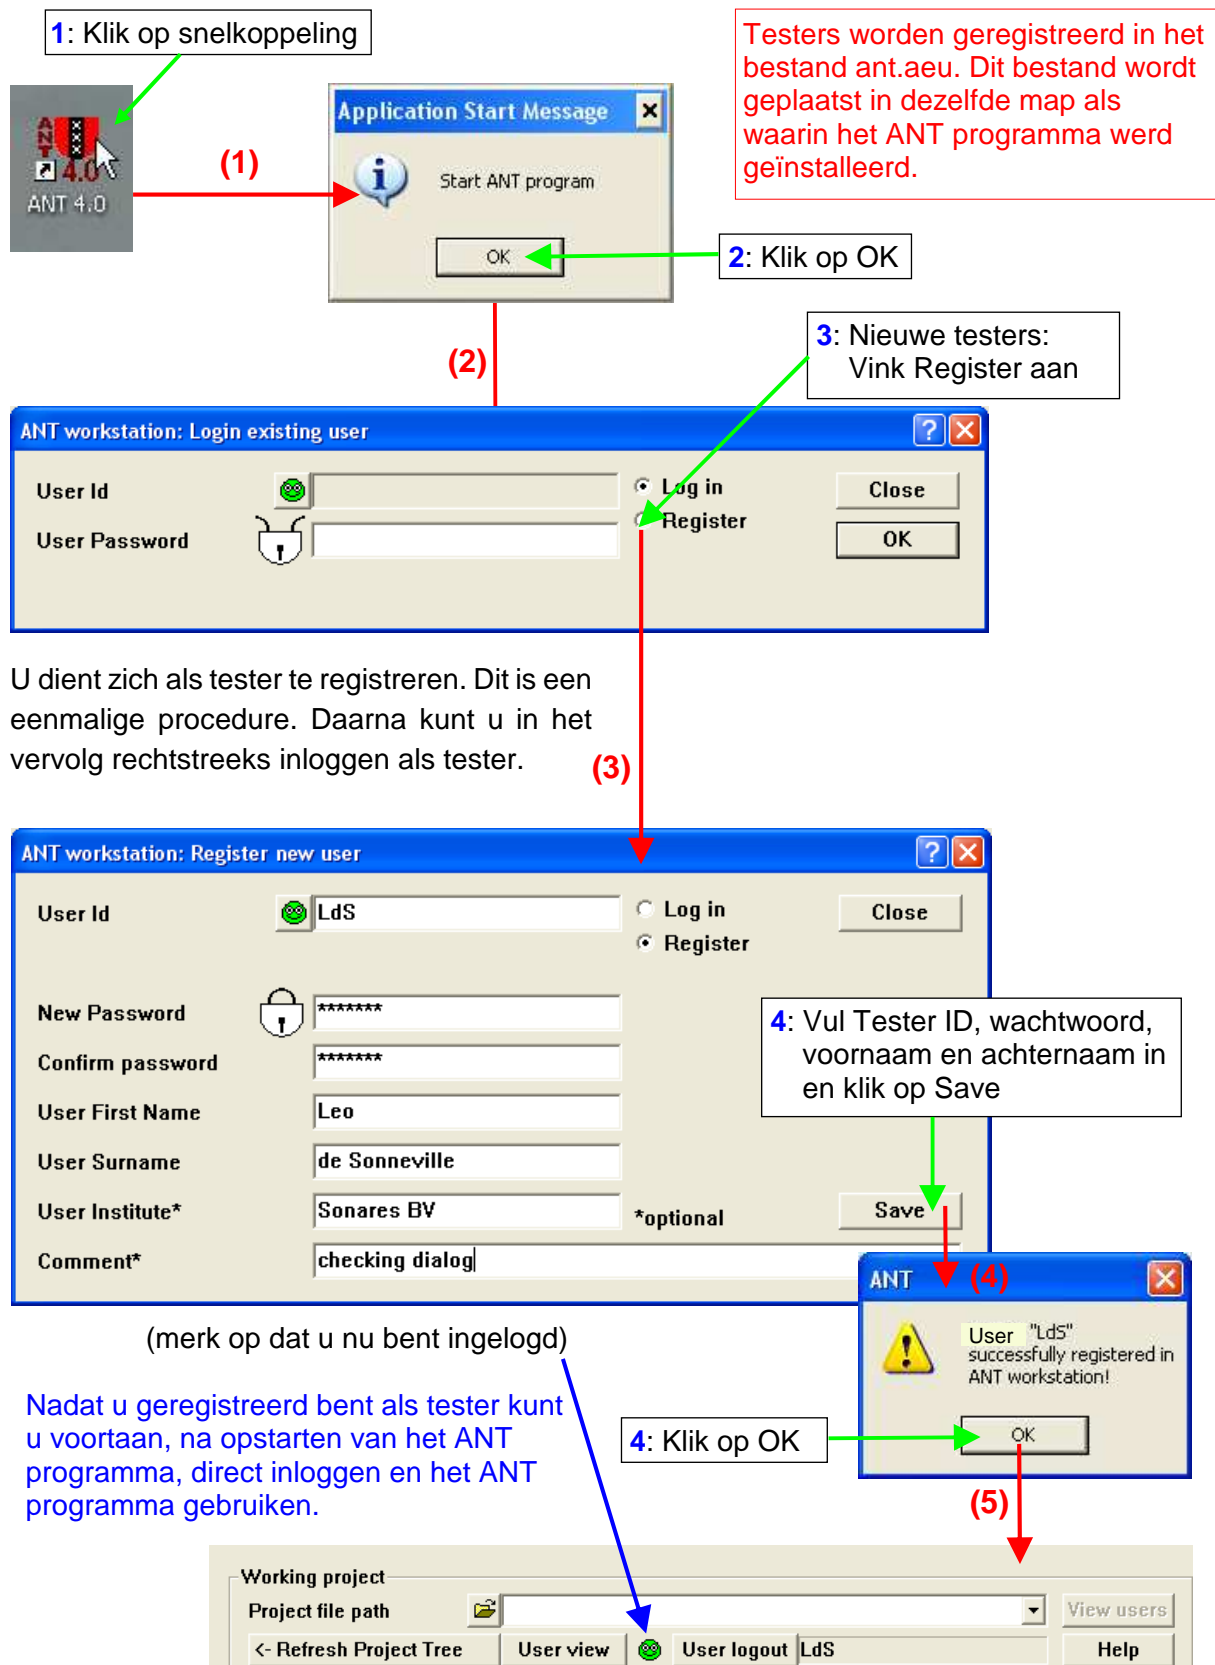 1: Klik op snelkoppeling
Testers worden geregistreerd in het
bestand ant.aeu. Dit bestand wordt
geplaatst in dezelfde map als
waarin het ANT programma werd
geïnstalleerd.
ANT
4.0
ANT 4.0
(1)
Application Start Message
Start ANT program
OK
2: Klik op OK
(2)
3: Nieuwe testers:
Vink Register aan
ANT workstation: Login existing user
User Id
Log in
Close
Register
User Password
OK
U dient zich als tester te registreren. Dit is een
eenmalige procedure. Daarna kunt u in het
vervolg rechtstreeks inloggen als tester.
(3)
ANT workstation: Register new user
User Id
LdS
Log in
Close
Register
New Password
*******
4: Vul Tester ID, wachtwoord,
voornaam en achternaam in
en klik op Save
Confirm password
*******
User First Name
Leo
User Surname
de Sonneville
User Institute*
Sonares BV
*optional
Save
Comment*
checking dialog
ANT
(4)
User "LdS"
successfully registered in
ANT workstation!
OK
(merk op dat u nu bent ingelogd)
Nadat u geregistreerd bent als tester kunt
u voortaan, na opstarten van het ANT
programma, direct inloggen en het ANT
programma gebruiken.
4: Klik op OK
(5)
Working project
Project file path
View users
<- Refresh Project Tree
User view
User logout
LdS
Help